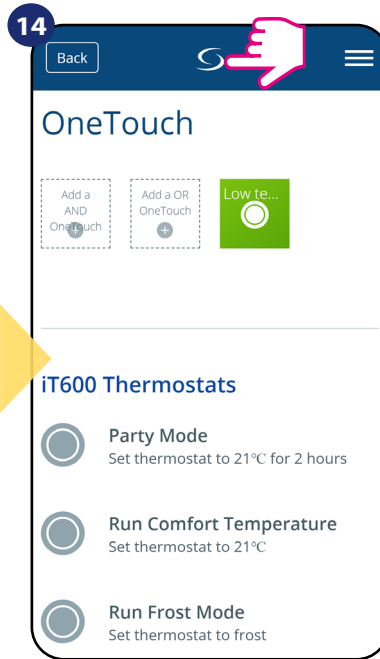 14
Back
OneTouch
Add a
AND
OneTouch
Add a OR
OneTouch
Low te...
iT600 Thermostats
Party Mode
Set thermostat to 21℃ for 2 hours
Run Comfort Temperature
Set thermostat to 21℃
Run Frost Mode
Set thermostat to frost